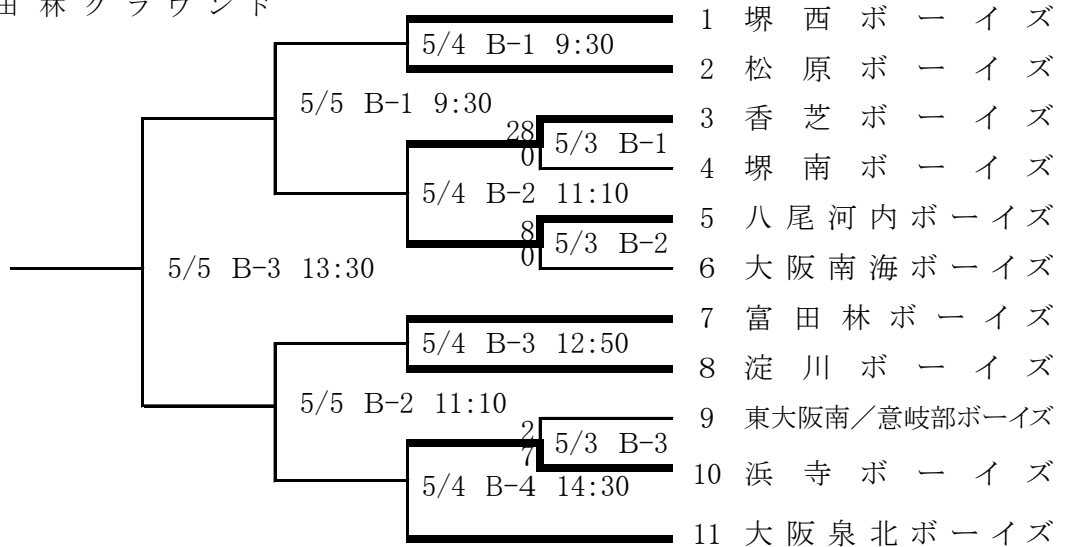 林グラウンド
1 堺西ボーイズ
5/4 B-1 9:30
2 松原ボーイズ
5/5 B-1 9:30
3 香芝ボーイズ
28
5/3 B-1
0
4 堺南ボーイズ
5/4 B-2 11:10
5 八尾河内ボーイズ
8
5/3 B-2
0
6 大阪南海ボーイズ
5/5 B-3 13:30
7 富田林ボーイズ
5/4 B-3 12:50
8 淀川ボーイズ
5/5 B-2 11:10
9 東大阪南／意岐部ボーイズ
2
5/3 B-3
7
10 浜寺ボーイズ
5/4 B-4 14:30
11 大阪泉北ボーイズ